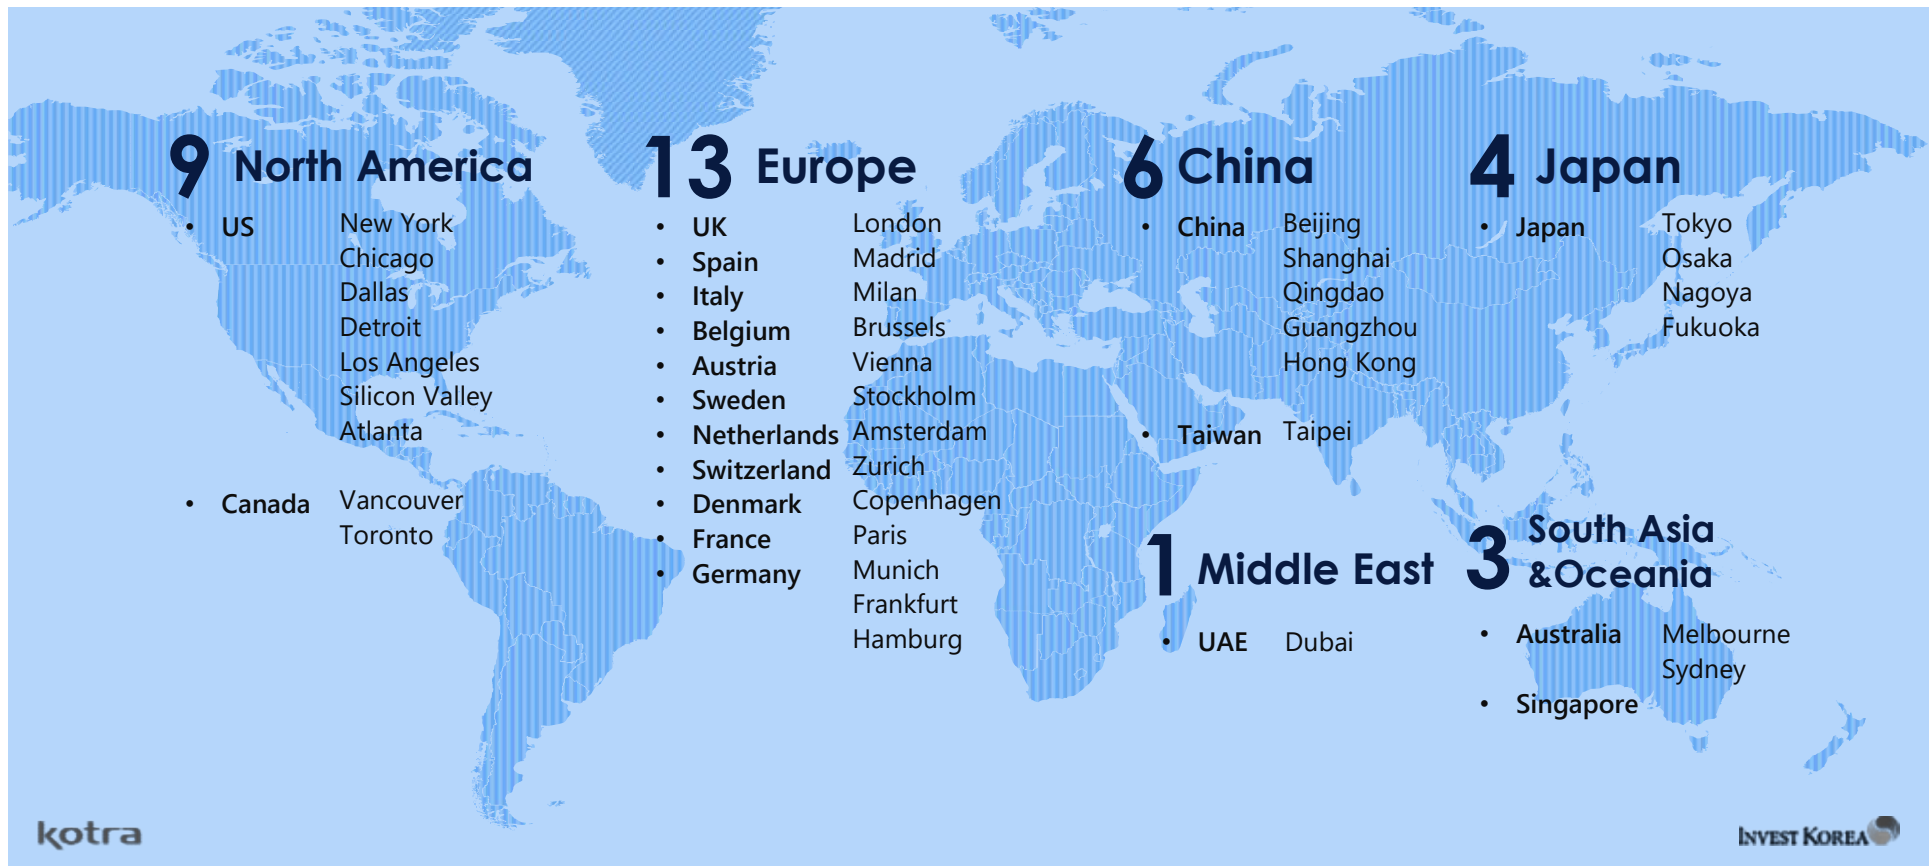 9 North America
• US New York
Chicago
Dallas
Detroit
Los Angeles
Silicon Valley
Atlanta
• Canada Vancouver
Toronto
13 Europe
• UK London
• Spain Madrid
• Italy Milan
• Belgium Brussels
• Austria Vienna
• Sweden Stockholm
• Netherlands Amsterdam
• Switzerland Zurich
• Denmark Copenhagen
• France Paris
• Germany Munich
Frankfurt
Hamburg
6 China
• China Beijing
Shanghai
Qingdao
Guangzhou
Hong Kong
• Taiwan Taipei
4 Japan
• Japan Tokyo
Osaka
Nagoya
Fukuoka
1 Middle East
• UAE Dubai
3 South Asia
&Oceania
• Australia Melbourne
Sydney
• Singapore
kotra
INVEST KOREA